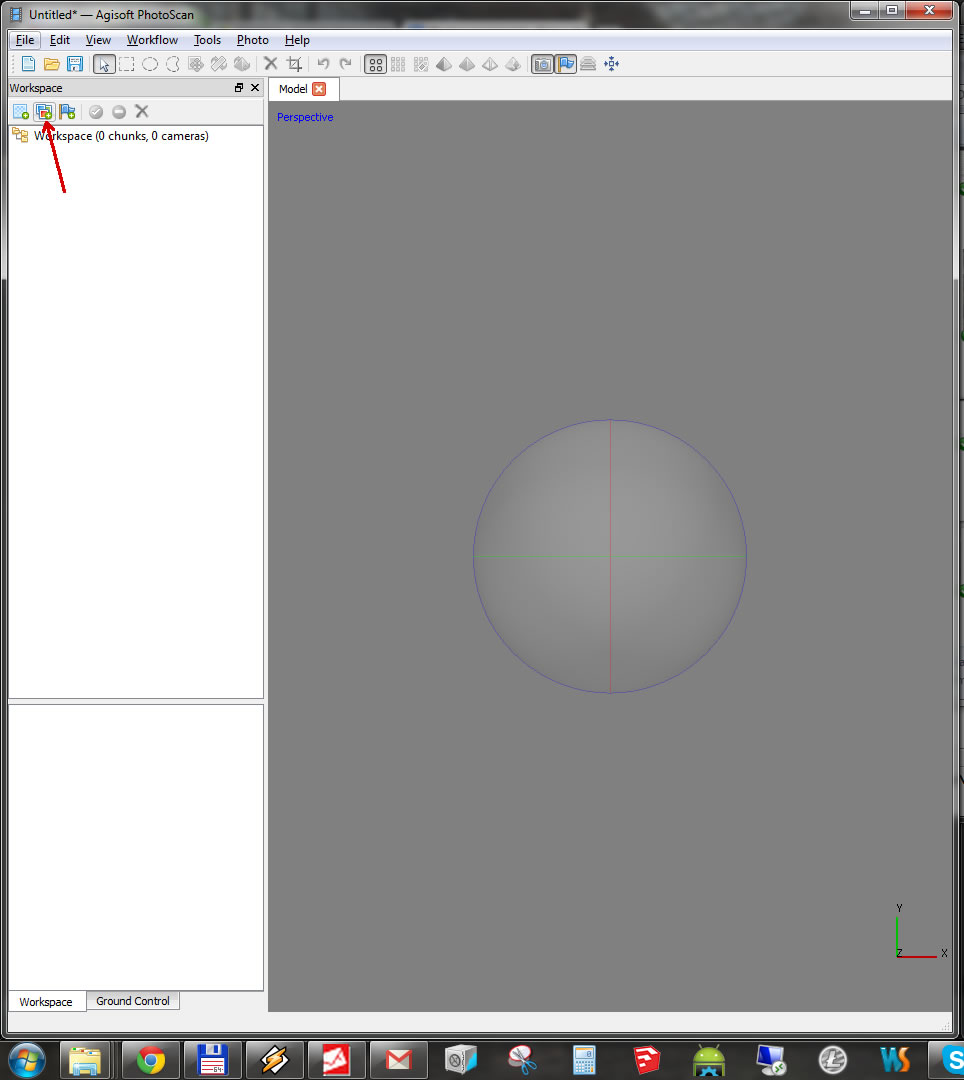 Untitled* — Agisoft PhotoScan
File Edit View Workflow Tools Photo Help
Workspace
Model
Perspective
Workspace (0 chunks, 0 cameras)
Y
Z X
Workspace Ground Control
64
WS
S